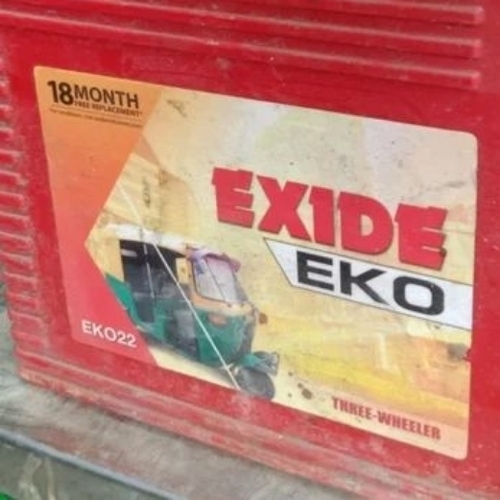 18 MONTH
FREE REPLACEMENT*
EXIDE
EKO
EKO22
THREE-WHEELER